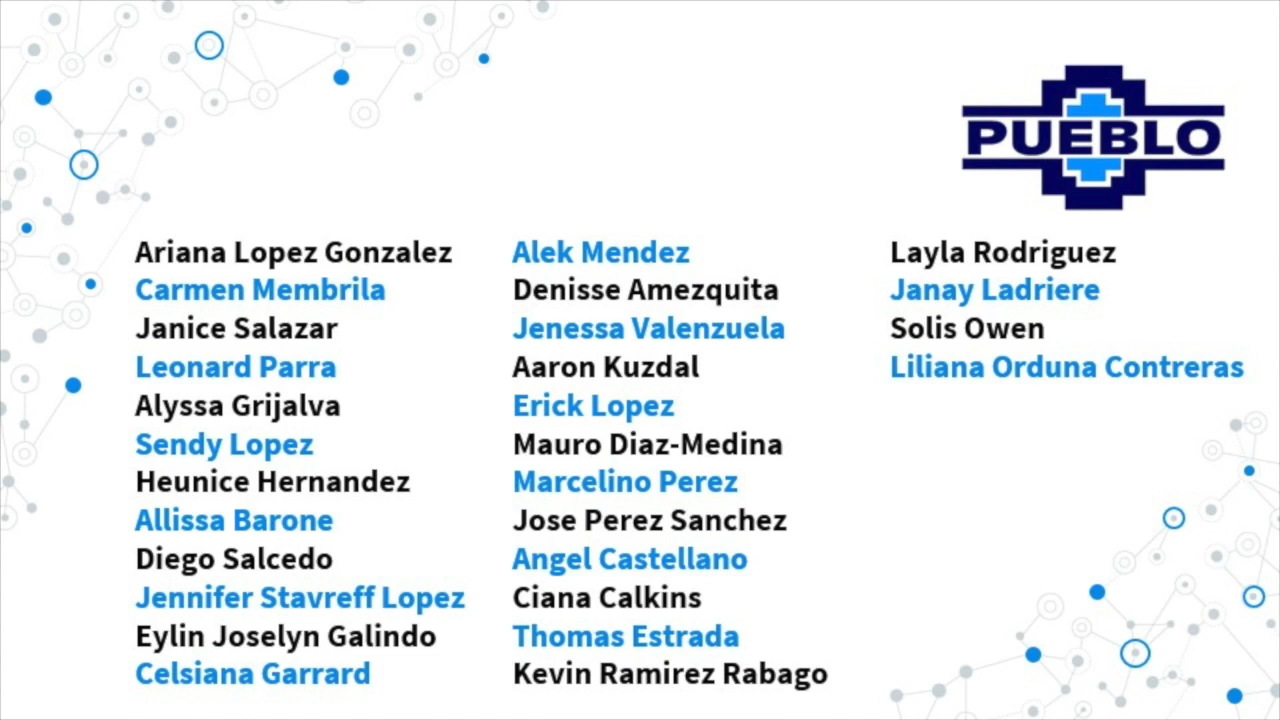 PUEBLO
Ariana Lopez Gonzalez
Carmen Membrila
Janice Salazar
Leonard Parra
Alyssa Grijalva
Sendy Lopez
Heunice Hernandez
Allissa Barone
Diego Salcedo
Jennifer Stavreff Lopez
Eylin Joselyn Galindo
Celsiana Garrard
Alek Mendez
Denisse Amezquita
Jenessa Valenzuela
Aaron Kuzdal
Erick Lopez
Mauro Diaz-Medina
Marcelino Perez
Jose Perez Sanchez
Angel Castellano
Ciana Calkins
Thomas Estrada
Kevin Ramirez Rabago
Layla Rodriguez
Janay Ladriere
Solis Owen
Liliana Orduna Contreras